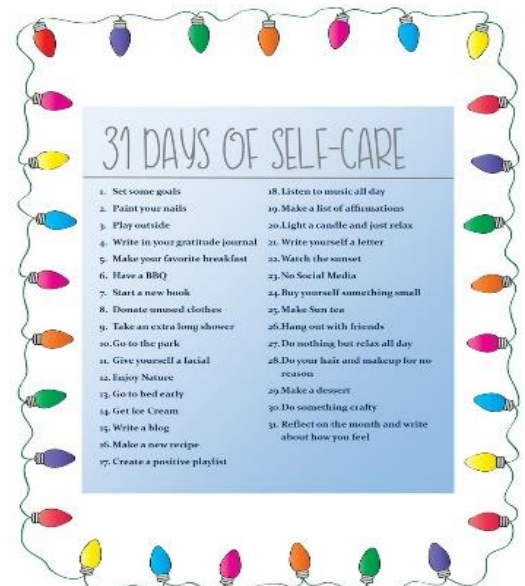 31 DAYS OF SELF-CARE
1. Set some goals
2. Paint your nails
3. Play outside
4. Write in your gratitude journal
5. Make your favorite breakfast
6. Have a BBQ
7. Start a new book
8. Donate unused clothes
9. Take an extra long shower
10. Go to the park
11. Give yourself a facial
12. Enjoy Nature
13. Go to bed early
14. Get Ice Cream
15. Write a blog
16. Make a new recipe
17. Create a positive playlist
18. Listen to music all day
19. Make a list of affirmations
20. Light a candle and just relax
21. Write yourself a letter
22. Watch the sunset
23. No Social Media
24. Buy yourself something small
25. Make Sun tea
26. Hang out with friends
27. Do nothing but relax all day
28. Do your hair and makeup for no
reason
29. Make a dessert
30. Do something crafty
31. Reflect on the month and write
about how you feel